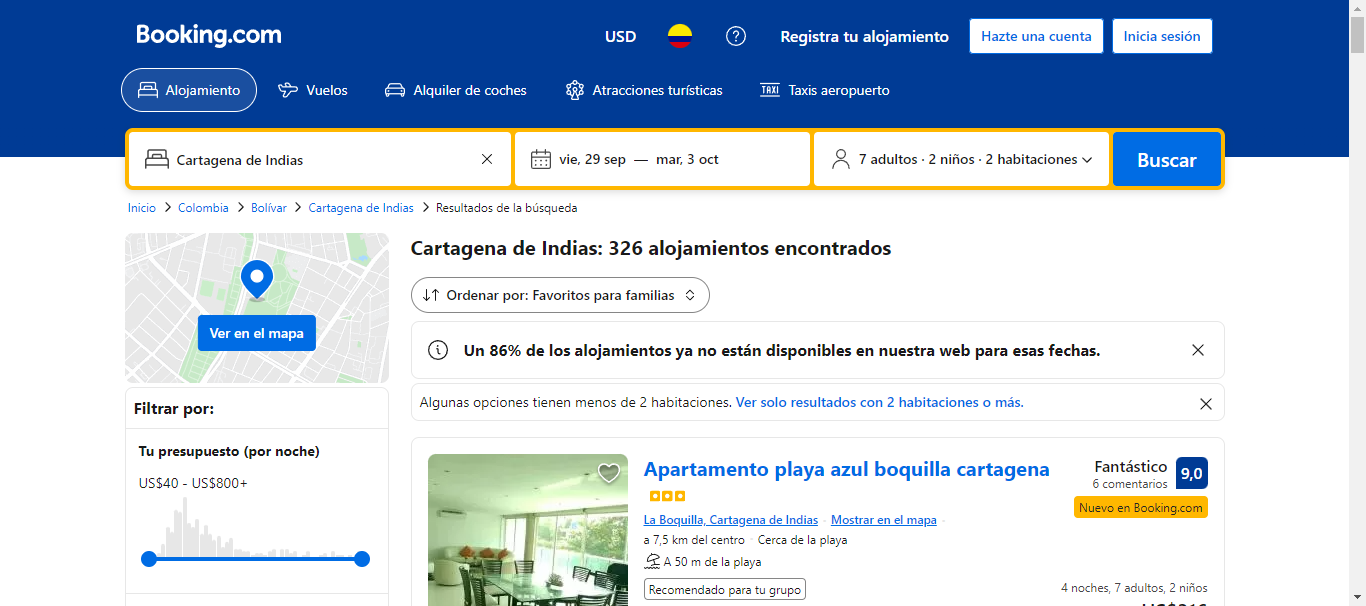 Booking.com
USD
Registra tu alojamiento
Hazte una cuenta
Inicia sesión
Alojamiento
Vuelos
Alquiler de coches
Atracciones turísticas
TAXI
Taxis aeropuerto
Cartagena de Indias
vie, 29 sep — mar, 3 oct
7 adultos · 2 niños · 2 habitaciones
Buscar
Inicio > Colombia > Bolívar > Cartagena de Indias > Resultados de la búsqueda
Ver en el mapa
Filtrar por:
Tu presupuesto (por noche)
US$40 - US$800+
Cartagena de Indias: 326 alojamientos encontrados
Ordenar por: Favoritos para familias
Un 86% de los alojamientos ya no están disponibles en nuestra web para esas fechas.
Algunas opciones tienen menos de 2 habitaciones. Ver solo resultados con 2 habitaciones o más.
Apartamento playa azul boquilla cartagena
Fantástico
6 comentarios
9,0
Nuevo en Booking.com
La Boquilla, Cartagena de Indias · Mostrar en el mapa ·
a 7,5 km del centro · Cerca de la playa
A 50 m de la playa
Recomendado para tu grupo
4 noches, 7 adultos, 2 niños